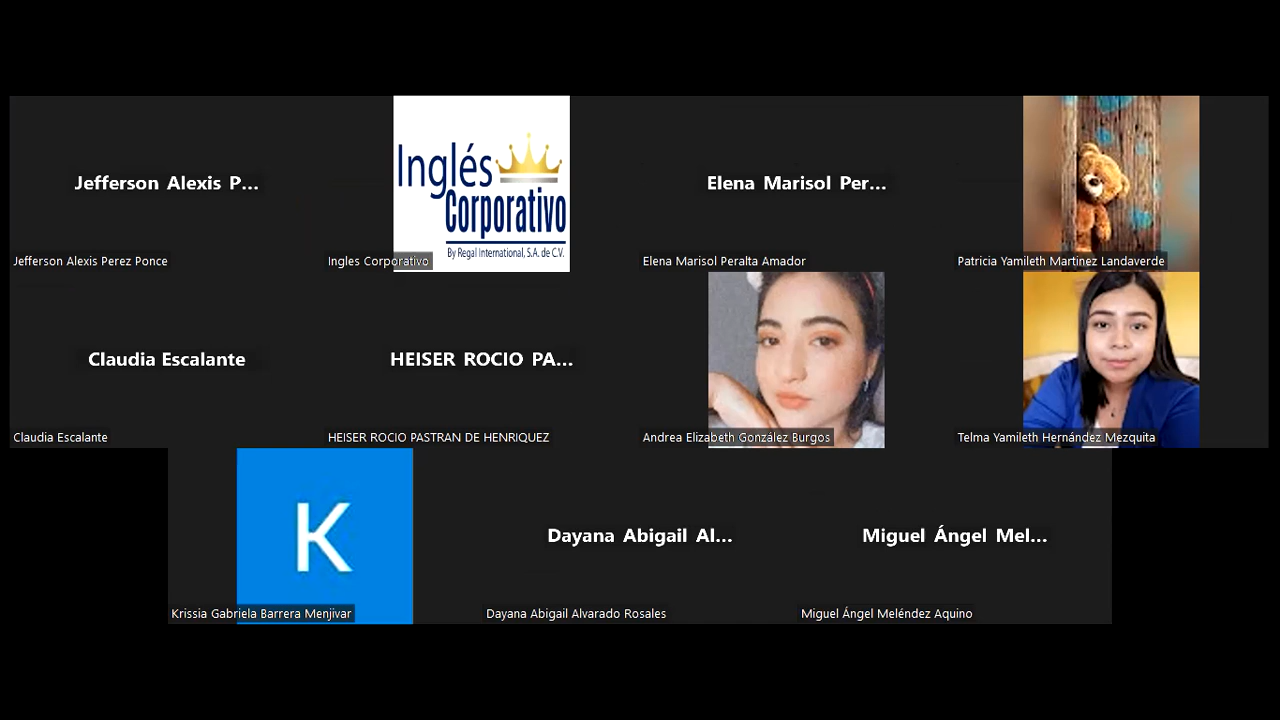 Jefferson Alexis P...
Jefferson Alexis Perez Ponce
Inglés
Corporativo
By Regal International, S.A. de C.V.
Ingles Corporativo
Elena Marisol Per...
Elena Marisol Peralta Amador
Patricia Yamileth Martinez Landaverde
Claudia Escalante
Claudia Escalante
HEISER ROCIO PA...
HEISER ROCIO PASTRAN DE HENRIQUEZ
Andrea Elizabeth González Burgos
Telma Yamileth Hernández Mezquita
K
Krissia Gabriela Barrera Menjivar
Dayana Abigail Al...
Dayana Abigail Alvarado Rosales
Miguel Ángel Mel...
Miguel Ángel Meléndez Aquino